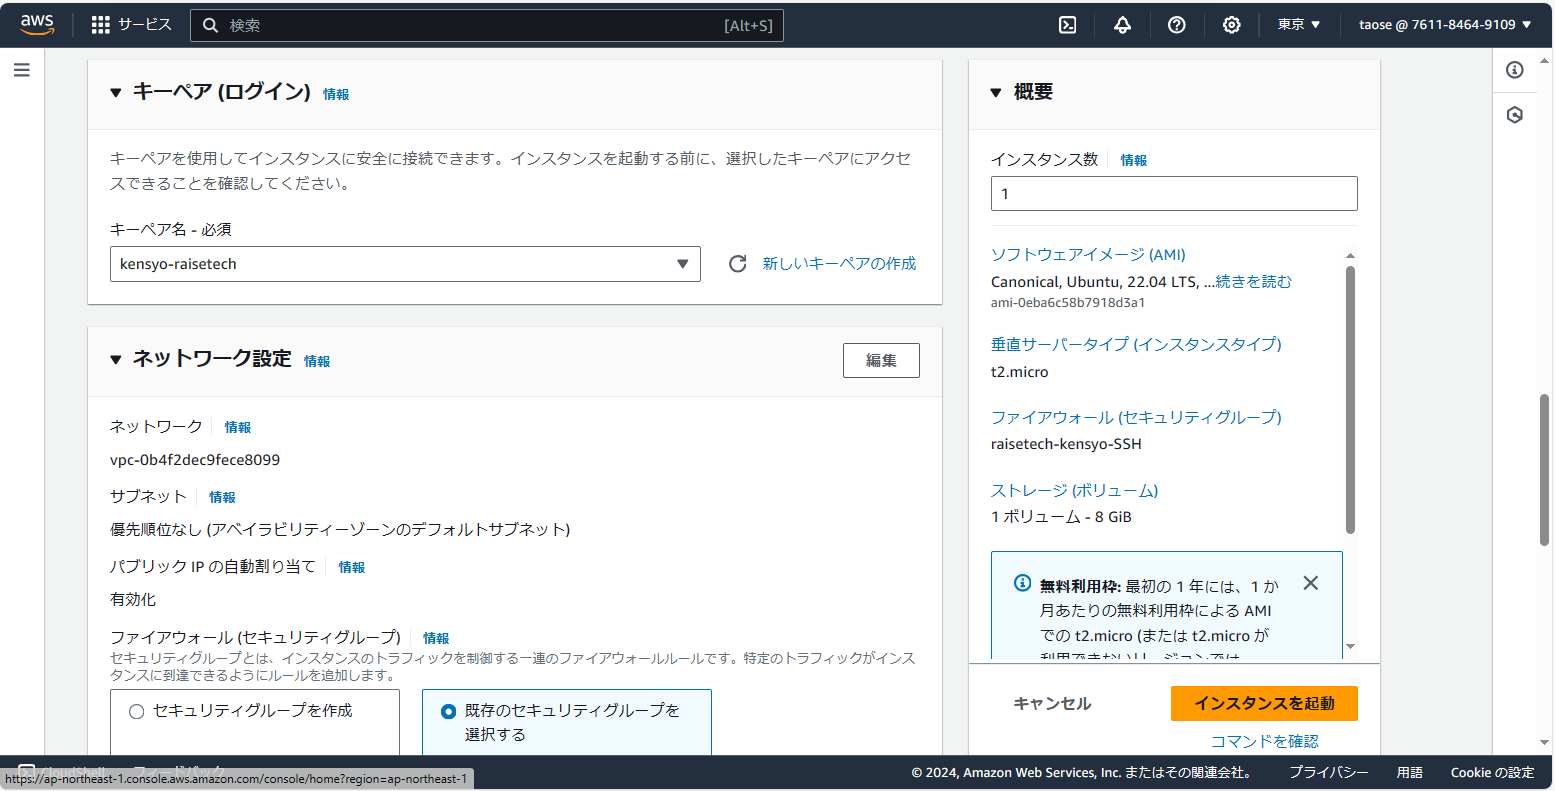 aws
サービス
検索
[Alt+S]
東京 ▼
taose @ 7611-8464-9109 ▼
▼ キーペア (ログイン) 情報
キーペアを使用してインスタンスに安全に接続できます。インスタンスを起動する前に、選択したキーペアにアクセ
スできることを確認してください。
キーペア名 - 必須
kensyo-raisetech
新しいキーペアの作成
▼ ネットワーク設定 情報
編集
ネットワーク 情報
vpc-0b4f2dec9fece8099
サブネット 情報
優先順位なし (アベイラビリティーゾーンのデフォルトサブネット)
パブリック IP の自動割り当て 情報
有効化
ファイアウォール (セキュリティグループ) 情報
セキュリティグループとは、インスタンスのトラフィックを制御する一連のファイアウォールルールです。特定のトラフィックがインス
タンスに到達できるようにルールを追加します。
セキュリティグループを作成
既存のセキュリティグループを
選択する
▼ 概要
インスタンス数 情報
1
ソフトウェアイメージ (AMI)
Canonical, Ubuntu, 22.04 LTS, ...続きを読む
ami-0eba6c58b7918d3a1
垂直サーバータイプ (インスタンスタイプ)
t2.micro
ファイアウォール (セキュリティグループ)
raisetech-kensyo-SSH
ストレージ (ボリューム)
1 ボリューム - 8 GiB
無料利用枠: 最初の 1 年には、1 か
月あたりの無料利用枠による AMI
での t2.micro (または t2.micro が
利用できないリージョンでは
キャンセル
インスタンスを起動
コマンドを確認
CloudShell
フィードバック
https://ap-northeast-1.console.aws.amazon.com/console/home?region=ap-northeast-1
© 2024, Amazon Web Services, Inc. またはその関連会社。
プライバシー
用語
Cookie の設定